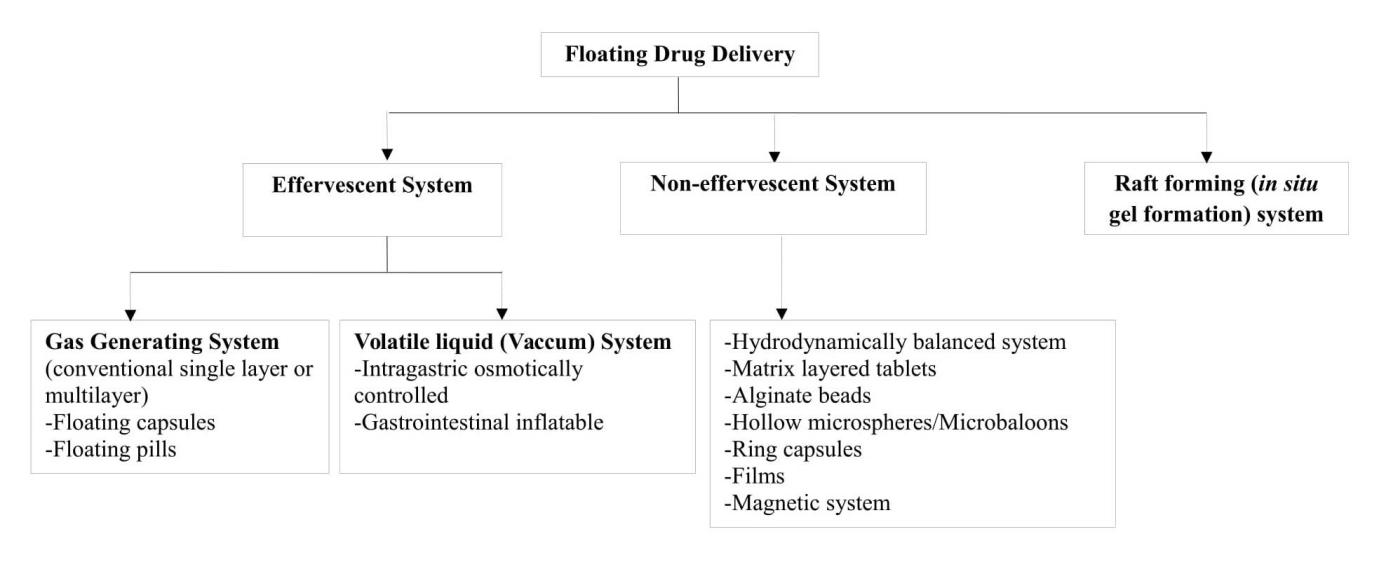 Floating Drug Delivery
Effervescent System
Non-effervescent System
Raft forming (in situ
gel formation) system
Gas Generating System
(conventional single layer or
multilayer)
-Floating capsules
-Floating pills
Volatile liquid (Vaccum) System
-Intragastric osmotically
controlled
-Gastrointestinal inflatable
-Hydrodynamically balanced system
-Matrix layered tablets
-Alginate beads
-Hollow microspheres/Microbaloons
-Ring capsules
-Films
-Magnetic system